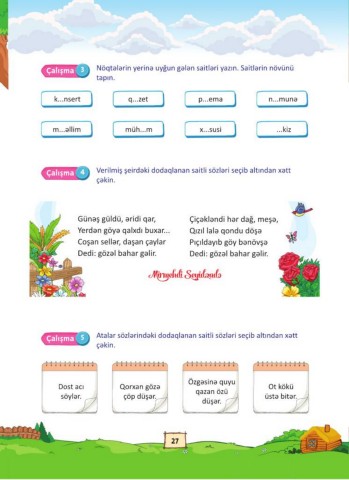 Çalışma 3
Nöqtələrin yerinə uyğun gələn saitləri yazın. Saitlərin növünü
tapın.
k...nsert
q...zet
p...ema
n...munə
m...əllim
müh...m
x...susi
...kiz
Çalışma 4
Verilmiş şeirdəki dodaqlanan saitli sözləri seçib altından xətt
çəkin.
Günəş güldü, əridi qar,
Yerdən göyə qalxdı buxar...
Coşan sellər, daşan çaylar
Dedi: gözəl bahar gəlir.
Çiçəkləndi hər dağ, meşə,
Qızıl lalə qondu döşə
Pıçıldayıb göy bənövşə
Dedi: gözəl bahar gəlir.
Mirmehdi Seyidzadə
Çalışma 5
Atalar sözlərindəki dodaqlanan saitli sözləri seçib altından xətt
çəkin.
Dost acı
söylər.
Qorxan gözə
çöp düşər.
Özgəsinə quyu
qazan özü
düşər.
Ot kökü
üstə bitər.
27